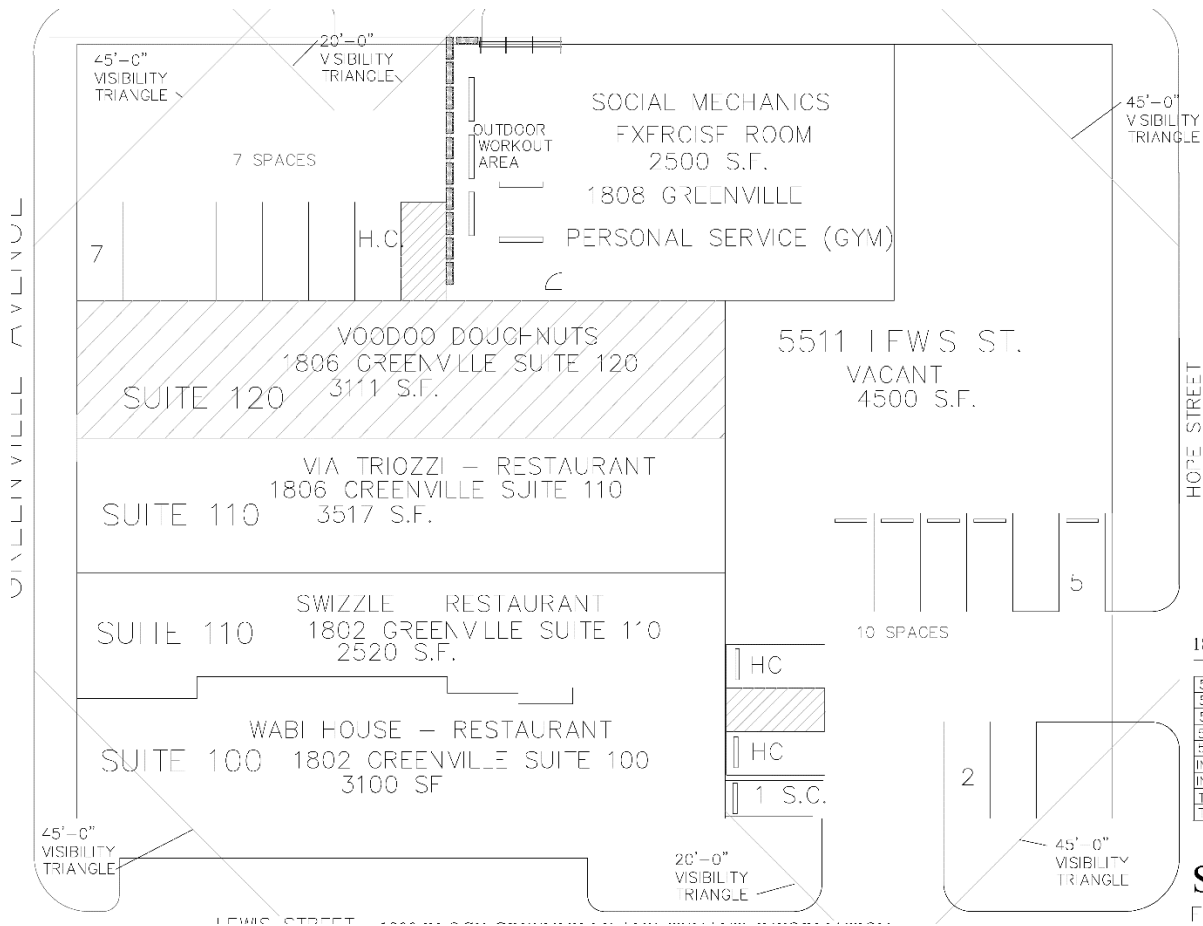 45'-0"
VISIBILITY
TRIANGLE
20'-0"
VISIBILITY
TRIANGLE
OUTDOOR
WORKOUT
AREA
SOCIAL MECHANICS
EXERCISE ROOM
2500 S.F.
1808 GREENVILLE
PERSONAL SERVICE (GYM)
45'-0"
VISIBILITY
TRIANGLE
7 SPACES
7
H.C.
GREENVILLE AVENUE
VOODOO DOUGHNUTS
1806 GREENVILLE SUITE 120
3111 S.F.
SUITE 120
5511 LEWIS ST.
VACANT
4500 S.F.
HOPE STREET
VIA TRIOZZI – RESTAURANT
1806 GREENVILLE SUITE 110
3517 S.F.
SUITE 110
SWIZZLE RESTAURANT
1802 GREENVILLE SUITE 110
2520 S.F.
SUITE 110
5
10 SPACES
HC
WABI HOUSE – RESTAURANT
1802 GREENVILLE SUITE 100
3100 SF
SUITE 100
HC
1 S.C.
2
45'-0"
VISIBILITY
TRIANGLE
20'-0"
VISIBILITY
TRIANGLE
45'-0"
VISIBILITY
TRIANGLE
LEWIS STREET